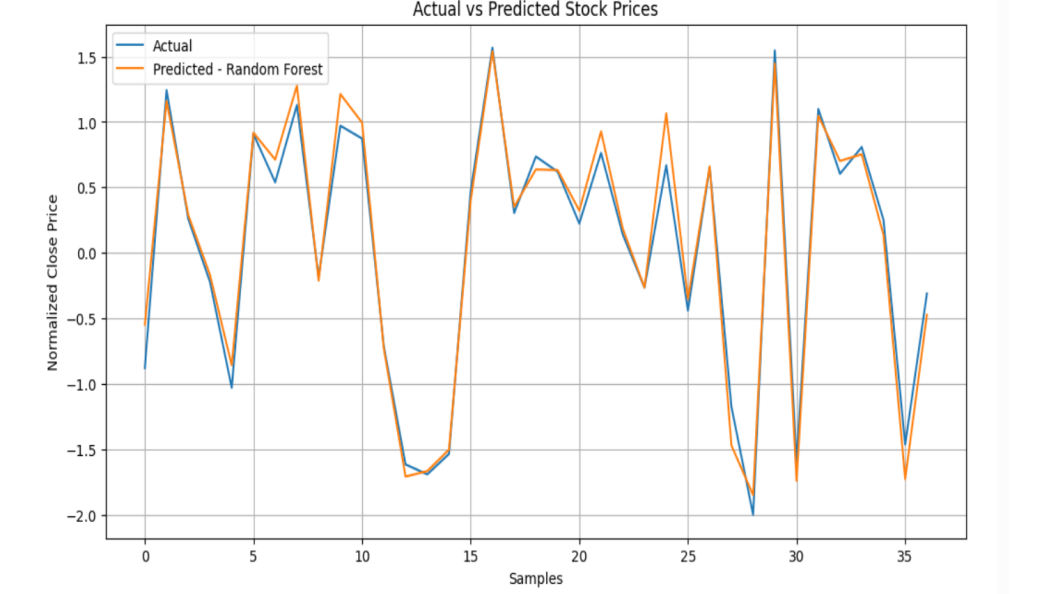 Actual vs Predicted Stock Prices
Actual
Predicted - Random Forest
Normalized Close Price
1.5
1.0
0.5
0.0
−0.5
−1.0
−1.5
−2.0
0 5 10 15 20 25 30 35
Samples